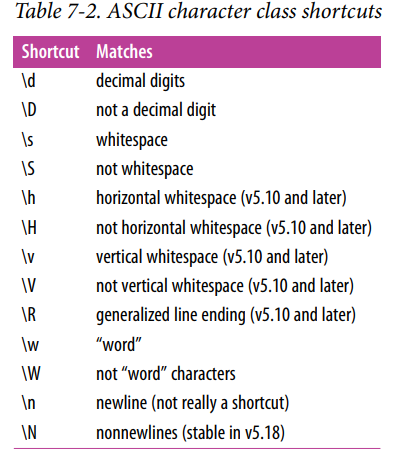 Table 7-2. ASCII character class shortcuts
Shortcut Matches
\d decimal digits
\D not a decimal digit
\s whitespace
\S not whitespace
\h horizontal whitespace (v5.10 and later)
\H not horizontal whitespace (v5.10 and later)
\v vertical whitespace (v5.10 and later)
\V not vertical whitespace (v5.10 and later)
\R generalized line ending (v5.10 and later)
\w “word”
\W not “word” characters
\n newline (not really a shortcut)
\N nonnewlines (stable in v5.18)